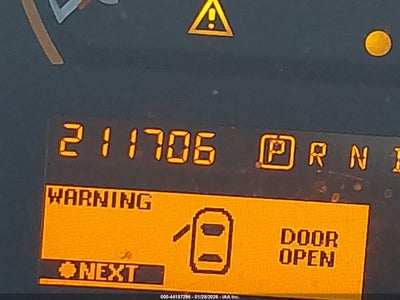 211706 P R N
WARNING
DOOR
OPEN
NEXT
000-44187296 - 01/28/2026 - IAA Inc.